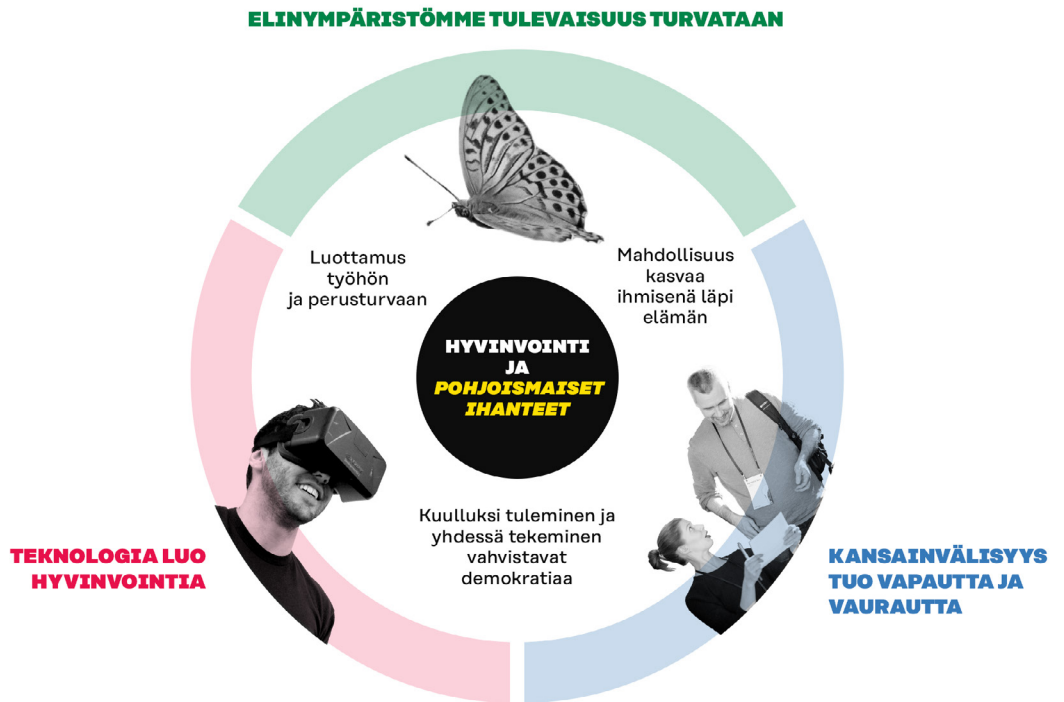 ELINYMPÄRISTÖMME TULEVAISUUS TURVATAAN
Luottamus
työhön
ja perusturvaan
Mahdollisuus
kasvaa
ihmisenä läpi
elämän
HYVINVOINTI
JA
POHJOISMAISET
IHANTEET
Kuulluksi tuleminen ja
yhdessä tekeminen
vahvistavat
demokratiaa
TEKNOLOGIA LUO
HYVINVOINTIA
KANSAINVÄLISYYS
TUO VAPAUTTA JA
VAURAUTTA